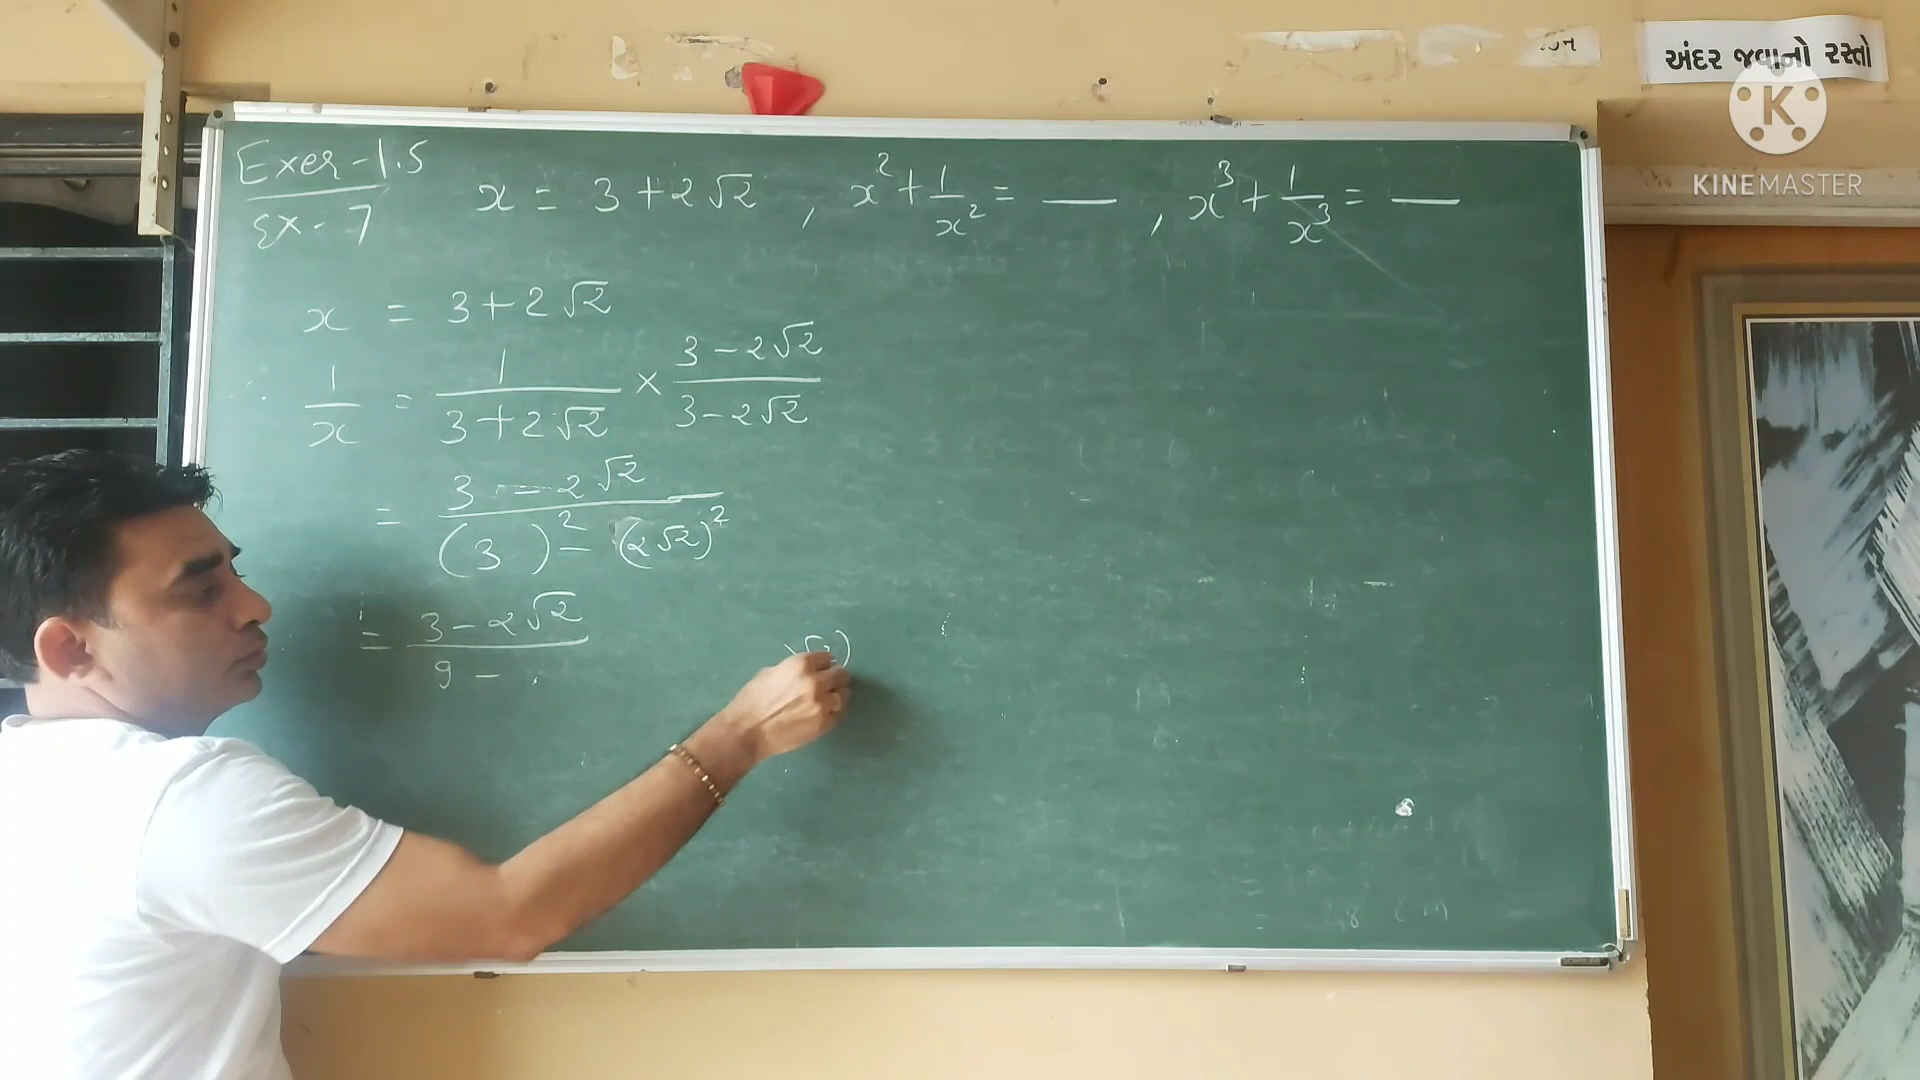 અંદર જવાનો રસ્તો
K
KINEMASTER
Exer-1.5
Ex-7
x = 3+2√2 , x²+1/x² = __ , x³+1/x³ = __
x = 3+2√2
∴ 1/x = 1/(3+2√2) × (3-2√2)/(3-2√2)
= (3-2√2)/((3)²-(2√2)²)
= (3-2√2)/(9-